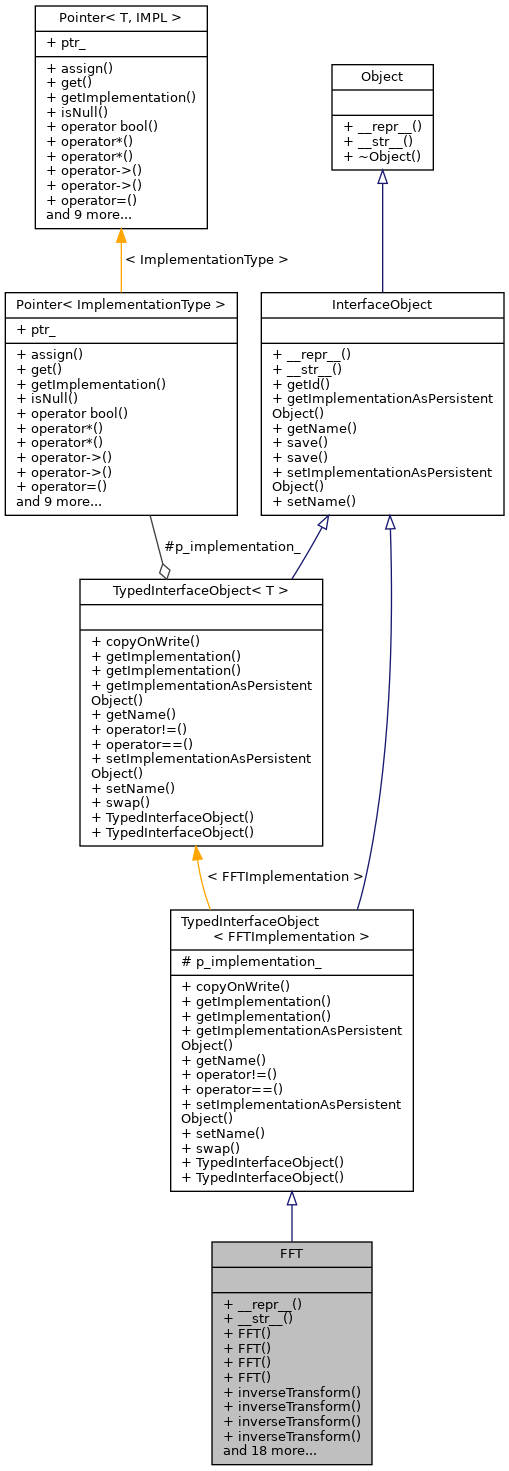 Pointer< T, IMPL >
+ ptr_
+ assign()
+ get()
+ getImplementation()
+ isNull()
+ operator bool()
+ operator*()
+ operator*()
+ operator->()
+ operator->()
+ operator=()
and 9 more...
Object
+ __repr__()
+ __str__()
+ ~Object()
< ImplementationType >
Pointer< ImplementationType >
+ ptr_
+ assign()
+ get()
+ getImplementation()
+ isNull()
+ operator bool()
+ operator*()
+ operator*()
+ operator->()
+ operator->()
+ operator=()
and 9 more...
InterfaceObject
+ __repr__()
+ __str__()
+ getId()
+ getImplementationAsPersistent
Object()
+ getName()
+ save()
+ save()
+ setImplementationAsPersistent
Object()
+ setName()
#p_implementation_
TypedInterfaceObject< T >
+ copyOnWrite()
+ getImplementation()
+ getImplementation()
+ getImplementationAsPersistent
Object()
+ getName()
+ operator!=()
+ operator==()
+ setImplementationAsPersistent
Object()
+ setName()
+ swap()
+ TypedInterfaceObject()
+ TypedInterfaceObject()
< FFTImplementation >
TypedInterfaceObject
< FFTImplementation >
# p_implementation_
+ copyOnWrite()
+ getImplementation()
+ getImplementation()
+ getImplementationAsPersistent
Object()
+ getName()
+ operator!=()
+ operator==()
+ setImplementationAsPersistent
Object()
+ setName()
+ swap()
+ TypedInterfaceObject()
+ TypedInterfaceObject()
FFT
+ __repr__()
+ __str__()
+ FFT()
+ FFT()
+ FFT()
+ FFT()
+ inverseTransform()
+ inverseTransform()
+ inverseTransform()
+ inverseTransform()
and 18 more...